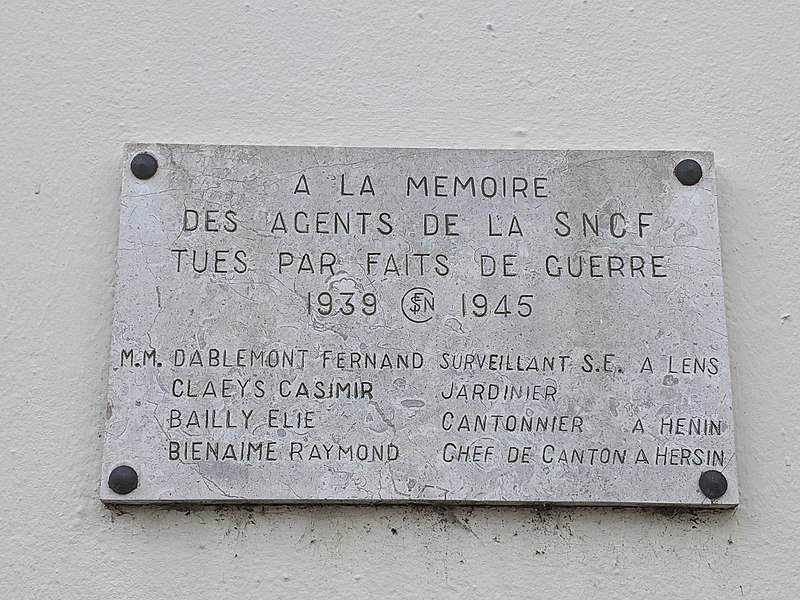 A LA MEMOIRE
DES AGENTS DE LA SNCF
TUES PAR FAITS DE GUERRE
1939 SNCF 1945
M.M. DABLEMONT FERNAND SURVEILLANT S.E. A LENS
CLAEYS CASIMIR JARDINIER
BAILLY ELIE CANTONNIER A HENIN
BIENAIME RAYMOND CHEF DE CANTON A HERSIN